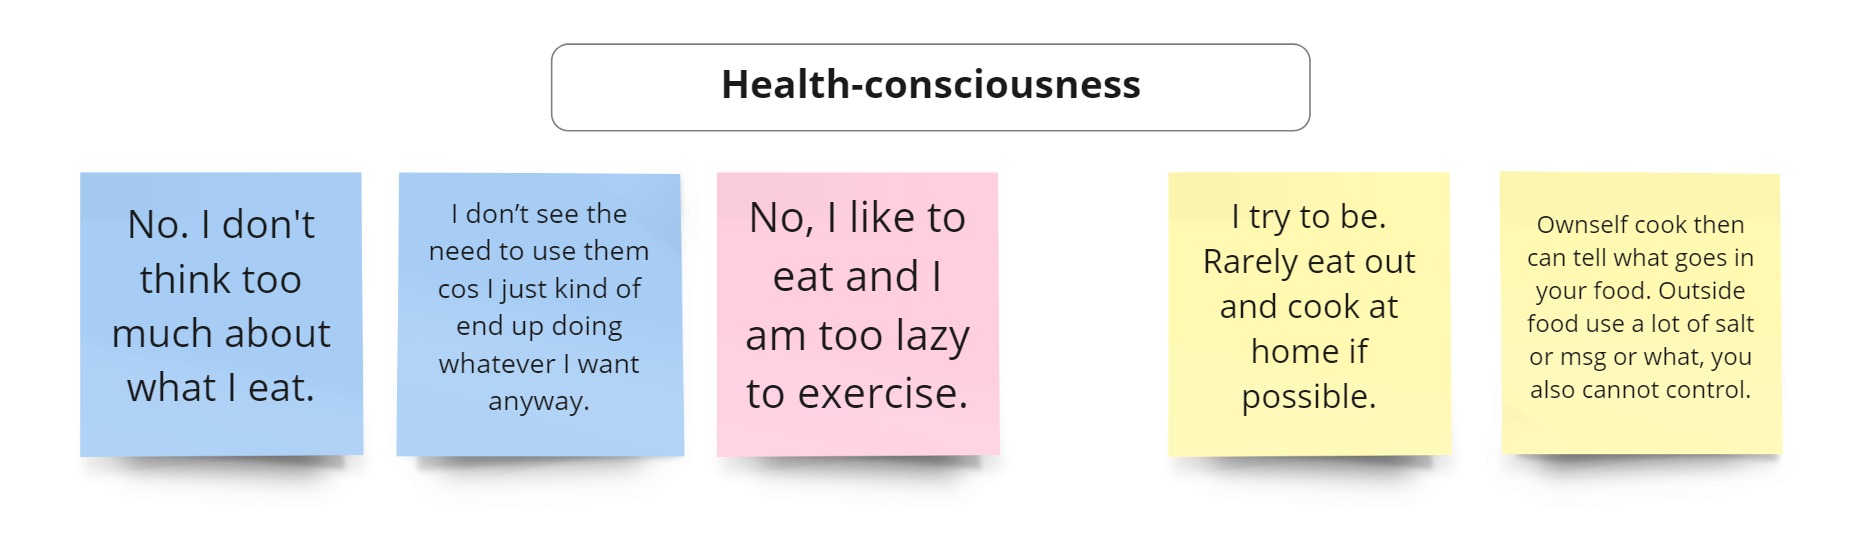 Health-consciousness
No. I don't
think too
much about
what I eat.
I don’t see the
need to use them
cos I just kind of
end up doing
whatever I want
anyway.
No, I like to
eat and I
am too lazy
to exercise.
I try to be.
Rarely eat out
and cook at
home if
possible.
Ownself cook then
can tell what goes in
your food. Outside
food use a lot of salt
or msg or what, you
also cannot control.